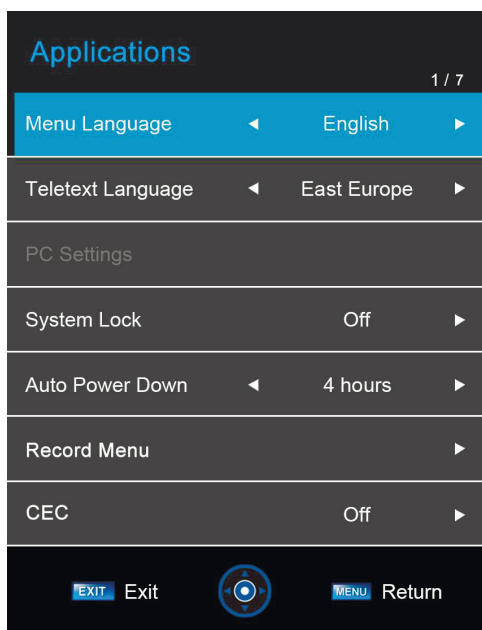 Applications
1 / 7
Menu Language English
Teletext Language East Europe
PC Settings
System Lock Off
Auto Power Down 4 hours
Record Menu
CEC Off
EXIT Exit MENU Return